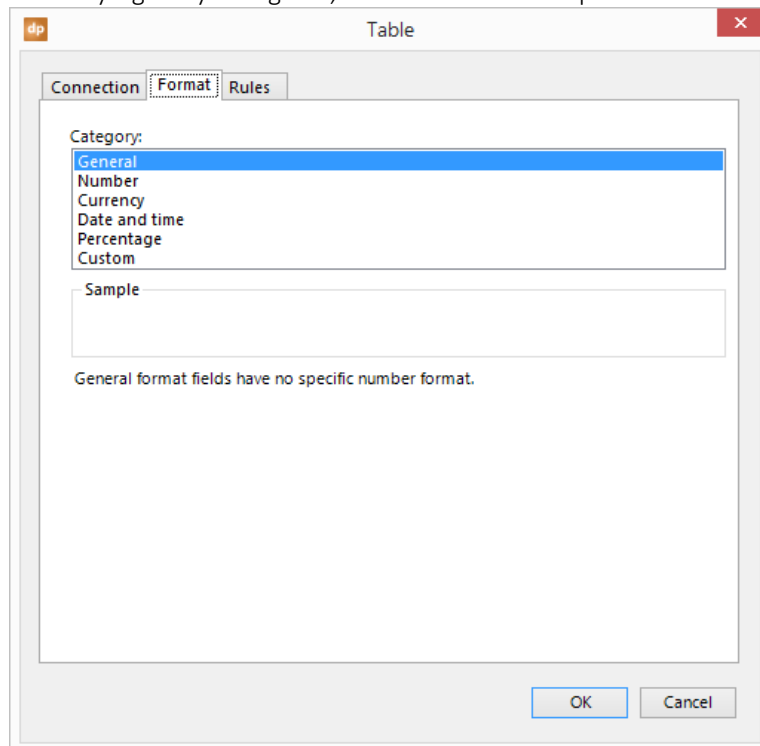 dp Table
Connection Format Rules
Category:
General
Number
Currency
Date and time
Percentage
Custom
Sample
General format fields have no specific number format.
OK Cancel